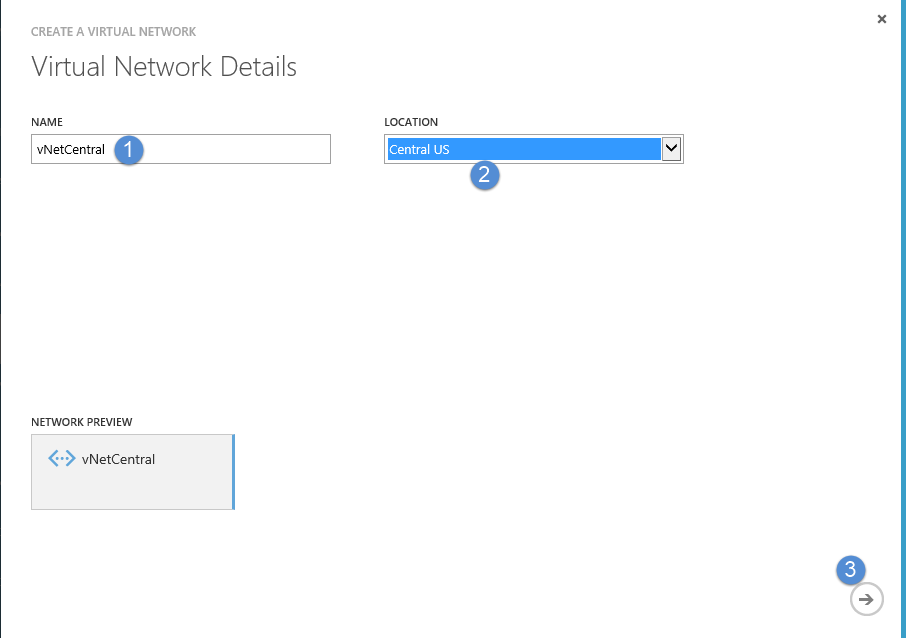 CREATE A VIRTUAL NETWORK
Virtual Network Details
NAME
LOCATION
vNetCentral 1
Central US
2
NETWORK PREVIEW
vNetCentral
3